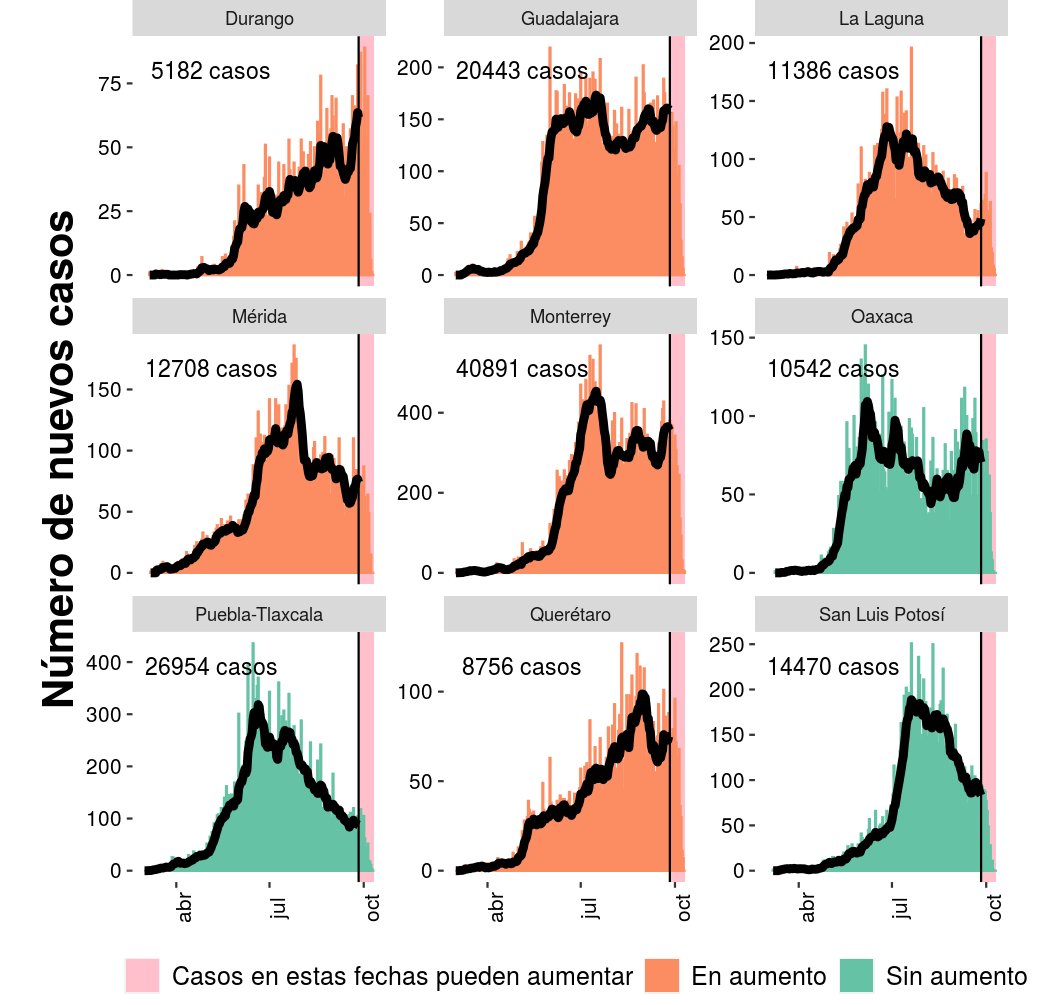 Número de nuevos casos
Durango
5182 casos
75
50
25
0
Guadalajara
20443 casos
200
150
100
50
0
La Laguna
11386 casos
200
150
100
50
0
Mérida
12708 casos
150
100
50
0
Monterrey
40891 casos
400
200
0
Oaxaca
10542 casos
150
100
50
0
Puebla-Tlaxcala
26954 casos
400
300
200
100
0
Querétaro
8756 casos
100
50
0
San Luis Potosí
14470 casos
250
200
150
100
50
0
abr jul oct
abr jul oct
abr jul oct
Casos en estas fechas pueden aumentar En aumento Sin aumento